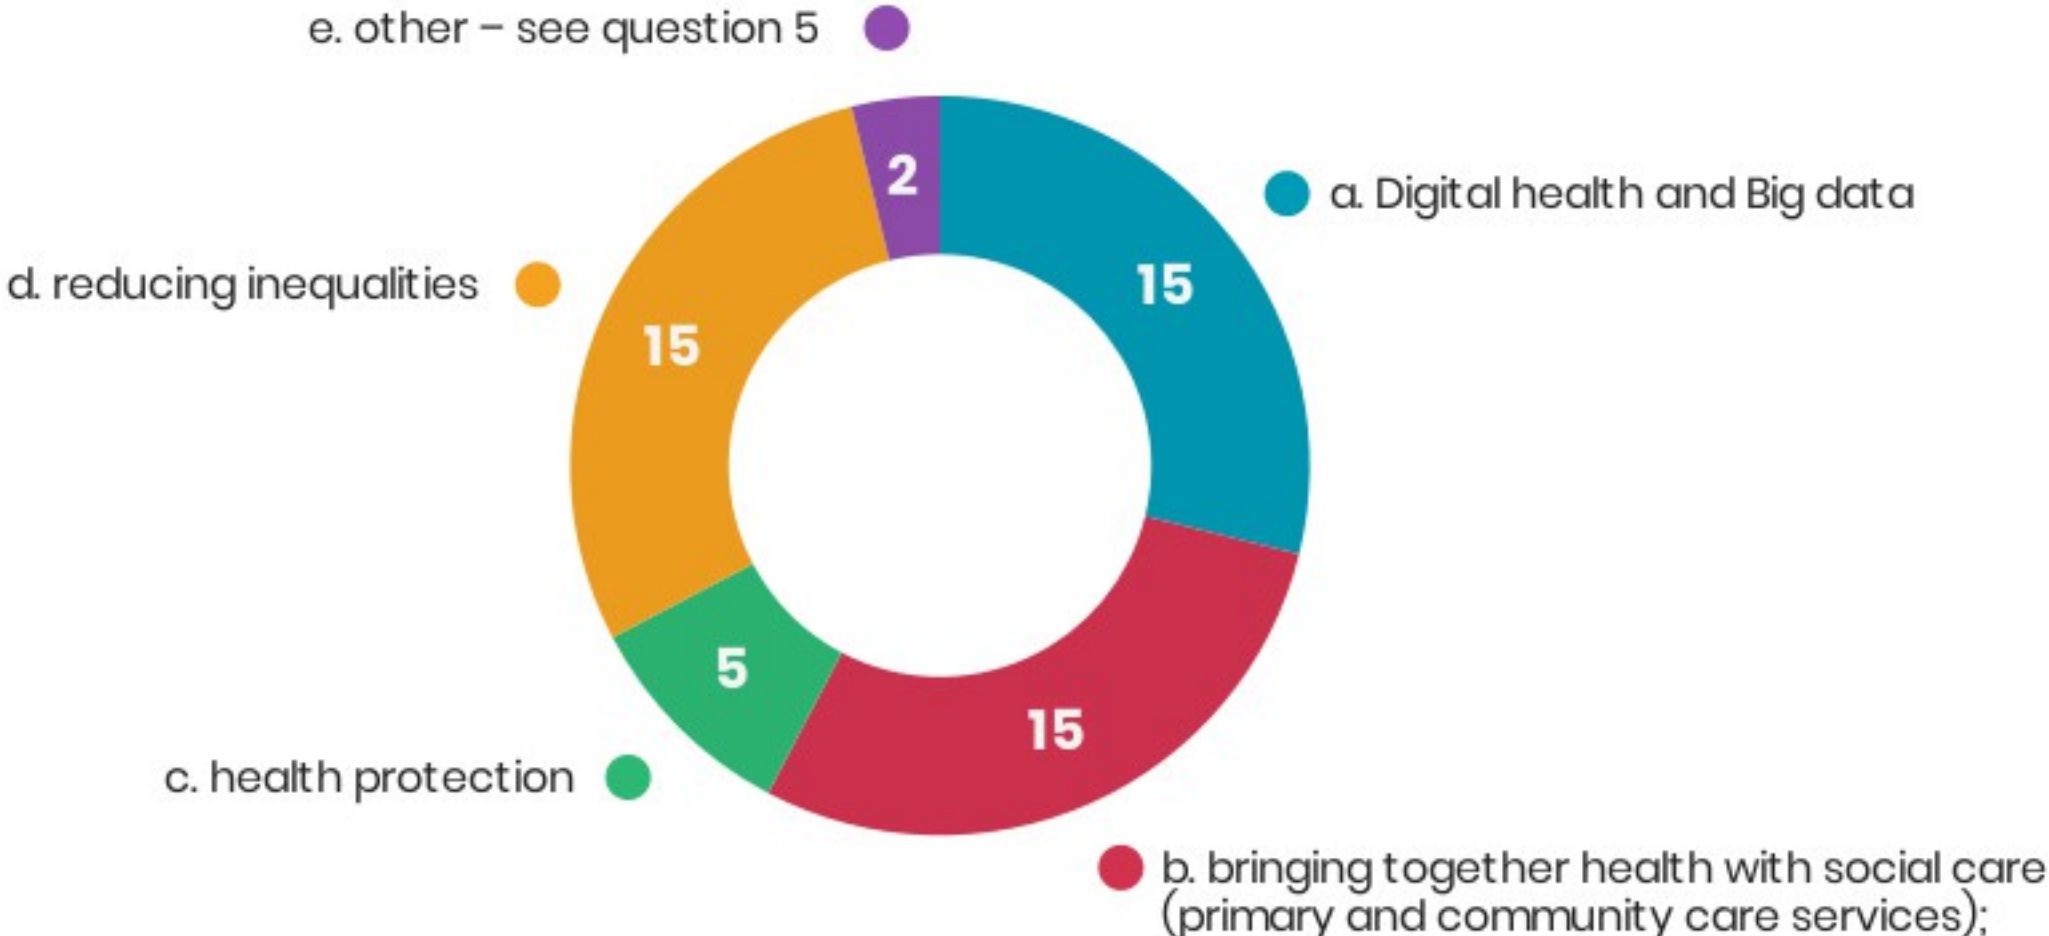 e. other – see question 5
2
a. Digital health and Big data
15
d. reducing inequalities
15
5
15
c. health protection
b. bringing together health with social care
(primary and community care services);